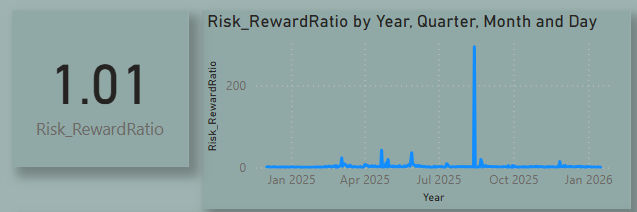 1.01
Risk_RewardRatio
Risk_RewardRatio by Year, Quarter, Month and Day
Risk_RewardRatio
200
0
Jan 2025 Apr 2025 Jul 2025 Oct 2025 Jan 2026
Year